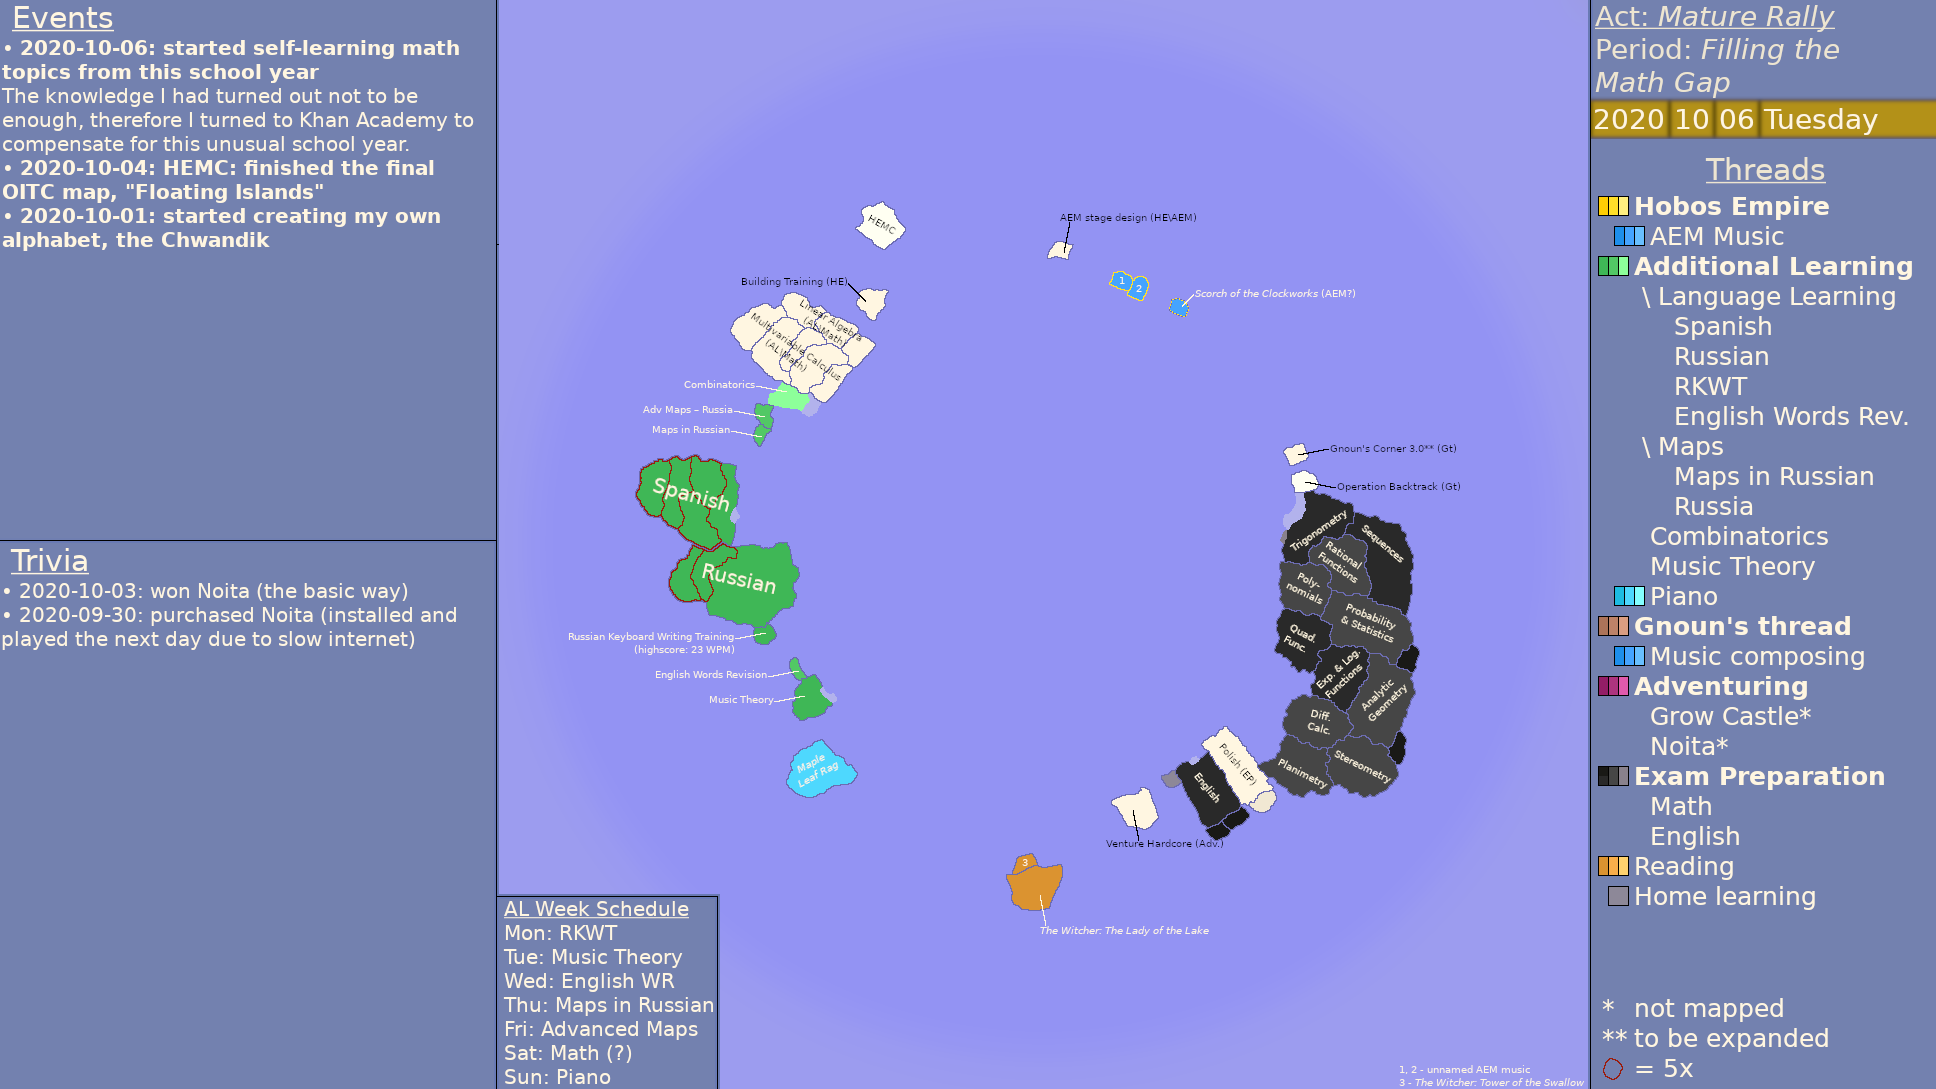 Events
• 2020-10-06: started self-learning math
topics from this school year
The knowledge I had turned out not to be
enough, therefore I turned to Khan Academy to
compensate for this unusual school year.
• 2020-10-04: HEMC: finished the final
OITC map, "Floating Islands"
• 2020-10-01: started creating my own
alphabet, the Chwandik
Trivia
• 2020-10-03: won Noita (the basic way)
• 2020-09-30: purchased Noita (installed and
played the next day due to slow internet)
HEMC
AEM stage design (HE\AEM)
Building Training (HE)
1
2
Scorch of the Clockworks (AEM?)
Linear Algebra
(AL\Math)
Multivariable Calculus
(AL\Math)
Combinatorics
Adv Maps – Russia
Maps in Russian
Spanish
Russian
Russian Keyboard Writing Training
(highscore: 23 WPM)
English Words Revision
Music Theory
Maple
Leaf Rag
Gnoun's Corner 3.0** (Gt)
Operation Backtrack (Gt)
Trigonometry
Sequences
Rational
Functions
Poly-
nomials
Probability
& Statistics
Quad.
Func.
Exp. & Log.
Functions
Analytic
Geometry
Diff.
Calc.
Planimetry
Stereometry
Polish (EP)
English
Venture Hardcore (Adv.)
3
The Witcher: The Lady of the Lake
AL Week Schedule
Mon: RKWT
Tue: Music Theory
Wed: English WR
Thu: Maps in Russian
Fri: Advanced Maps
Sat: Math (?)
Sun: Piano
1, 2 - unnamed AEM music
3 - The Witcher: Tower of the Swallow
Act: Mature Rally
Period: Filling the
Math Gap
2020 10 06 Tuesday
Threads
Hobos Empire
AEM Music
Additional Learning
\ Language Learning
Spanish
Russian
RKWT
English Words Rev.
\ Maps
Maps in Russian
Russia
Combinatorics
Music Theory
Piano
Gnoun's thread
Music composing
Adventuring
Grow Castle*
Noita*
Exam Preparation
Math
English
Reading
Home learning
* not mapped
** to be expanded
= 5x